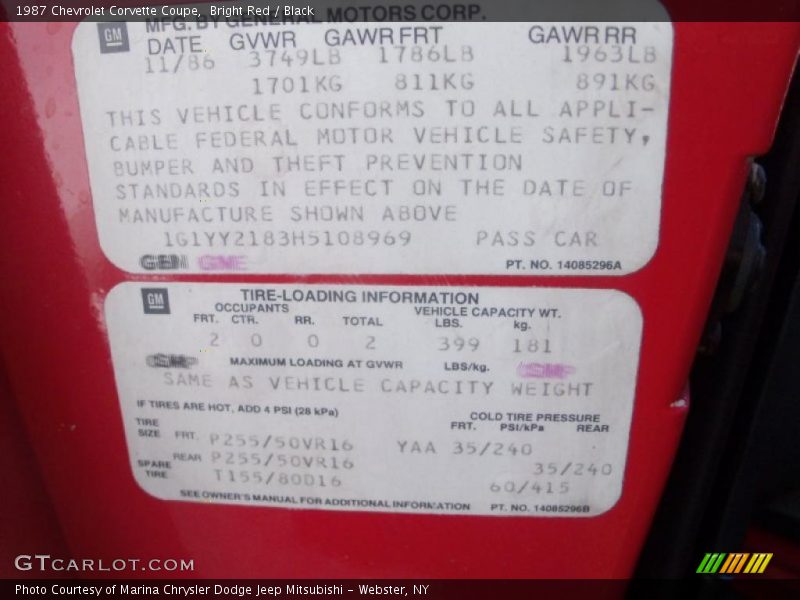 1987 Chevrolet Corvette Coupe, Bright Red / Black
GM MFG. BY GENERAL MOTORS CORP.
DATE GVWR GAWR FRT GAWR RR
11/86 3749LB 1786LB 1963LB
1701KG 811KG 891KG
THIS VEHICLE CONFORMS TO ALL APPLI-
CABLE FEDERAL MOTOR VEHICLE SAFETY,
BUMPER AND THEFT PREVENTION
STANDARDS IN EFFECT ON THE DATE OF
MANUFACTURE SHOWN ABOVE
1G1YY2183H5108969 PASS CAR
PT. NO. 14085296A
GM TIRE-LOADING INFORMATION
OCCUPANTS VEHICLE CAPACITY WT.
FRT. CTR. RR. TOTAL LBS. kg.
2 0 0 2 399 181
MAXIMUM LOADING AT GVWR LBS/kg.
SAME AS VEHICLE CAPACITY WEIGHT
IF TIRES ARE HOT, ADD 4 PSI (28 kPa)
COLD TIRE PRESSURE
TIRE SIZE FRT. PSI/kPa REAR
FRT. P255/50VR16 YAA 35/240
REAR P255/50VR16 35/240
SPARE TIRE T155/80D16 60/415
SEE OWNER'S MANUAL FOR ADDITIONAL INFORMATION PT. NO. 14085296B
GTCARLOT.COM
Photo Courtesy of Marina Chrysler Dodge Jeep Mitsubishi - Webster, NY